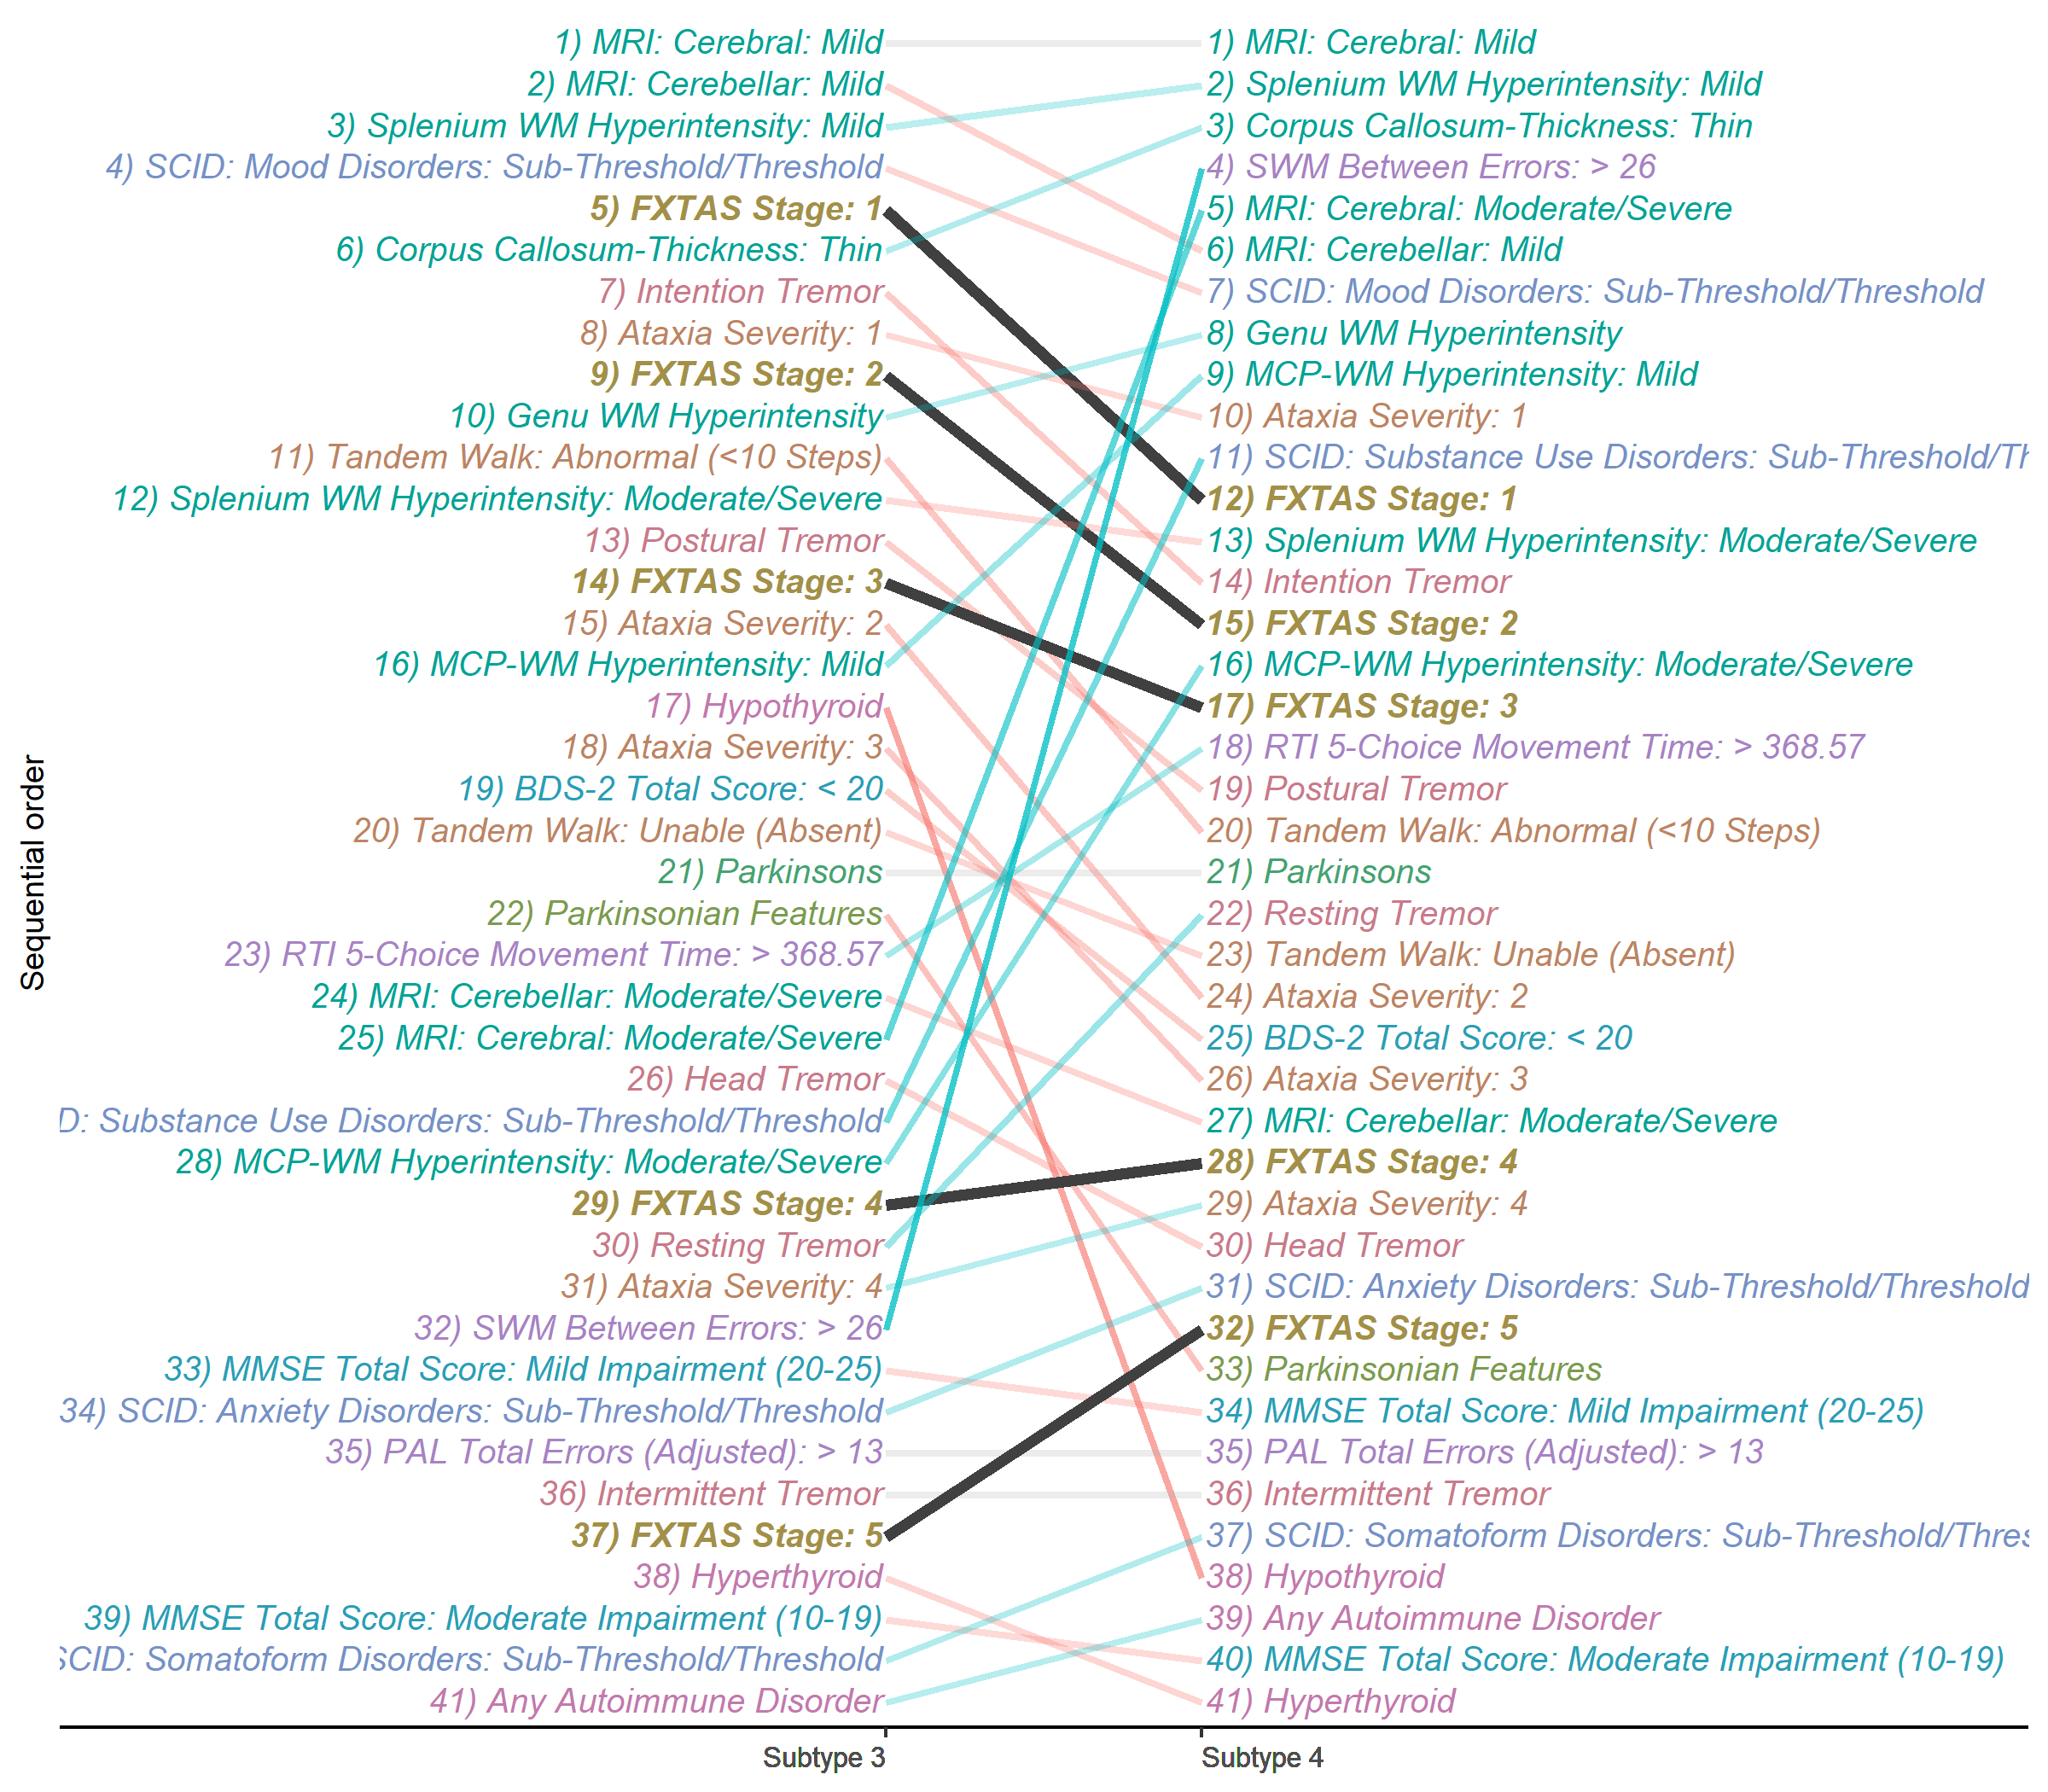 Sequential order
1) MRI: Cerebral: Mild
2) MRI: Cerebellar: Mild
3) Splenium WM Hyperintensity: Mild
4) SCID: Mood Disorders: Sub-Threshold/Threshold
5) FXTAS Stage: 1
6) Corpus Callosum-Thickness: Thin
7) Intention Tremor
8) Ataxia Severity: 1
9) FXTAS Stage: 2
10) Genu WM Hyperintensity
11) Tandem Walk: Abnormal (<10 Steps)
12) Splenium WM Hyperintensity: Moderate/Severe
13) Postural Tremor
14) FXTAS Stage: 3
15) Ataxia Severity: 2
16) MCP-WM Hyperintensity: Mild
17) Hypothyroid
18) Ataxia Severity: 3
19) BDS-2 Total Score: < 20
20) Tandem Walk: Unable (Absent)
21) Parkinsons
22) Parkinsonian Features
23) RTI 5-Choice Movement Time: > 368.57
24) MRI: Cerebellar: Moderate/Severe
25) MRI: Cerebral: Moderate/Severe
26) Head Tremor
D: Substance Use Disorders: Sub-Threshold/Threshold
28) MCP-WM Hyperintensity: Moderate/Severe
29) FXTAS Stage: 4
30) Resting Tremor
31) Ataxia Severity: 4
32) SWM Between Errors: > 26
33) MMSE Total Score: Mild Impairment (20-25)
34) SCID: Anxiety Disorders: Sub-Threshold/Threshold
35) PAL Total Errors (Adjusted): > 13
36) Intermittent Tremor
37) FXTAS Stage: 5
38) Hyperthyroid
39) MMSE Total Score: Moderate Impairment (10-19)
SCID: Somatoform Disorders: Sub-Threshold/Threshold
41) Any Autoimmune Disorder
Subtype 3
1) MRI: Cerebral: Mild
2) Splenium WM Hyperintensity: Mild
3) Corpus Callosum-Thickness: Thin
4) SWM Between Errors: > 26
5) MRI: Cerebral: Moderate/Severe
6) MRI: Cerebellar: Mild
7) SCID: Mood Disorders: Sub-Threshold/Threshold
8) Genu WM Hyperintensity
9) MCP-WM Hyperintensity: Mild
10) Ataxia Severity: 1
11) SCID: Substance Use Disorders: Sub-Threshold/Th
12) FXTAS Stage: 1
13) Splenium WM Hyperintensity: Moderate/Severe
14) Intention Tremor
15) FXTAS Stage: 2
16) MCP-WM Hyperintensity: Moderate/Severe
17) FXTAS Stage: 3
18) RTI 5-Choice Movement Time: > 368.57
19) Postural Tremor
20) Tandem Walk: Abnormal (<10 Steps)
21) Parkinsons
22) Resting Tremor
23) Tandem Walk: Unable (Absent)
24) Ataxia Severity: 2
25) BDS-2 Total Score: < 20
26) Ataxia Severity: 3
27) MRI: Cerebellar: Moderate/Severe
28) FXTAS Stage: 4
29) Ataxia Severity: 4
30) Head Tremor
31) SCID: Anxiety Disorders: Sub-Threshold/Threshold
32) FXTAS Stage: 5
33) Parkinsonian Features
34) MMSE Total Score: Mild Impairment (20-25)
35) PAL Total Errors (Adjusted): > 13
36) Intermittent Tremor
37) SCID: Somatoform Disorders: Sub-Threshold/Thres
38) Hypothyroid
39) Any Autoimmune Disorder
40) MMSE Total Score: Moderate Impairment (10-19)
41) Hyperthyroid
Subtype 4